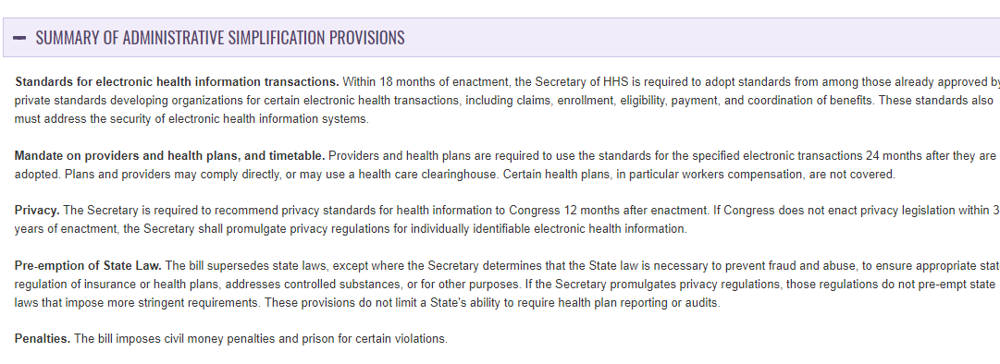 SUMMARY OF ADMINISTRATIVE SIMPLIFICATION PROVISIONS
Standards for electronic health information transactions. Within 18 months of enactment, the Secretary of HHS is required to adopt standards from among those already approved by
private standards developing organizations for certain electronic health transactions, including claims, enrollment, eligibility, payment, and coordination of benefits. These standards also
must address the security of electronic health information systems.
Mandate on providers and health plans, and timetable. Providers and health plans are required to use the standards for the specified electronic transactions 24 months after they are
adopted. Plans and providers may comply directly, or may use a health care clearinghouse. Certain health plans, in particular workers compensation, are not covered.
Privacy. The Secretary is required to recommend privacy standards for health information to Congress 12 months after enactment. If Congress does not enact privacy legislation within 3
years of enactment, the Secretary shall promulgate privacy regulations for individually identifiable electronic health information.
Pre-emption of State Law. The bill supersedes state laws, except where the Secretary determines that the State law is necessary to prevent fraud and abuse, to ensure appropriate stat
regulation of insurance or health plans, addresses controlled substances, or for other purposes. If the Secretary promulgates privacy regulations, those regulations do not pre-empt state
laws that impose more stringent requirements. These provisions do not limit a State's ability to require health plan reporting or audits.
Penalties. The bill imposes civil money penalties and prison for certain violations.